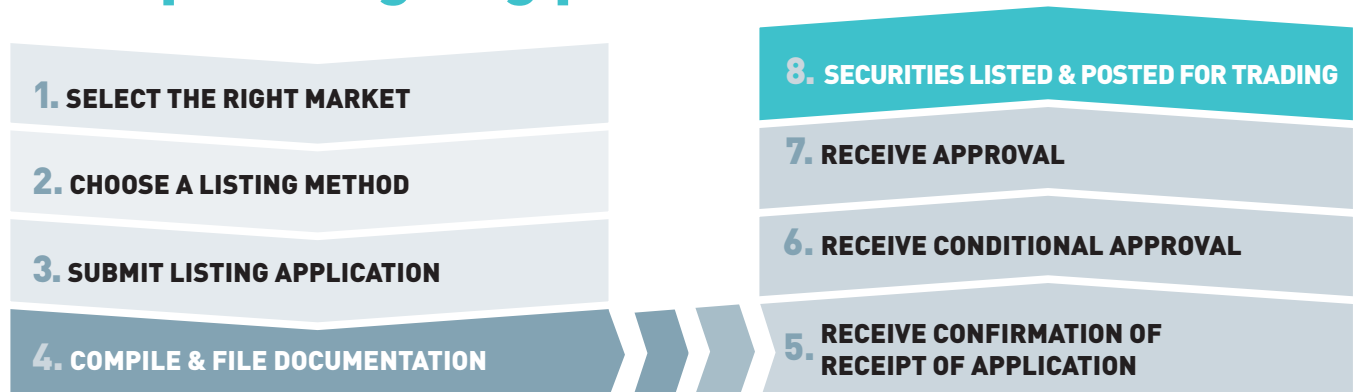 1. SELECT THE RIGHT MARKET
2. CHOOSE A LISTING METHOD
3. SUBMIT LISTING APPLICATION
4. COMPILE & FILE DOCUMENTATION
5. RECEIVE CONFIRMATION OF
RECEIPT OF APPLICATION
6. RECEIVE CONDITIONAL APPROVAL
7. RECEIVE APPROVAL
8. SECURITIES LISTED & POSTED FOR TRADING